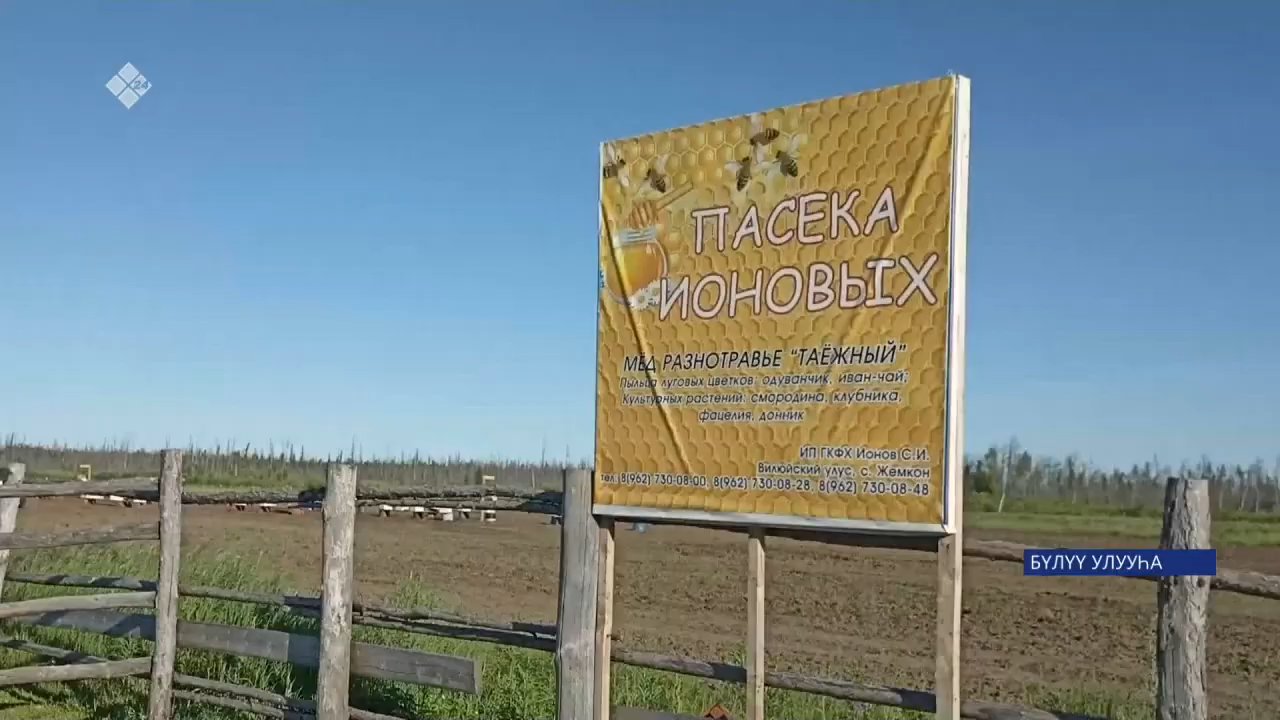 24
ПАСЕКА
ИОНОВЫХ
МЁД РАЗНОТРАВЬЕ "ТАЁЖНЫЙ"
Пыльца луговых цветков: одуванчик, иван-чай;
Культурных растений: смородина, клубника,
фацелия, донник
ИП ГКФХ Ионов С.И.
Вилюйский улус, с. Жемкон
тел. 8(962) 730-08-00, 8(962) 730-08-28, 8(962) 730-08-48
БҮЛҮҮ УЛУУҺА